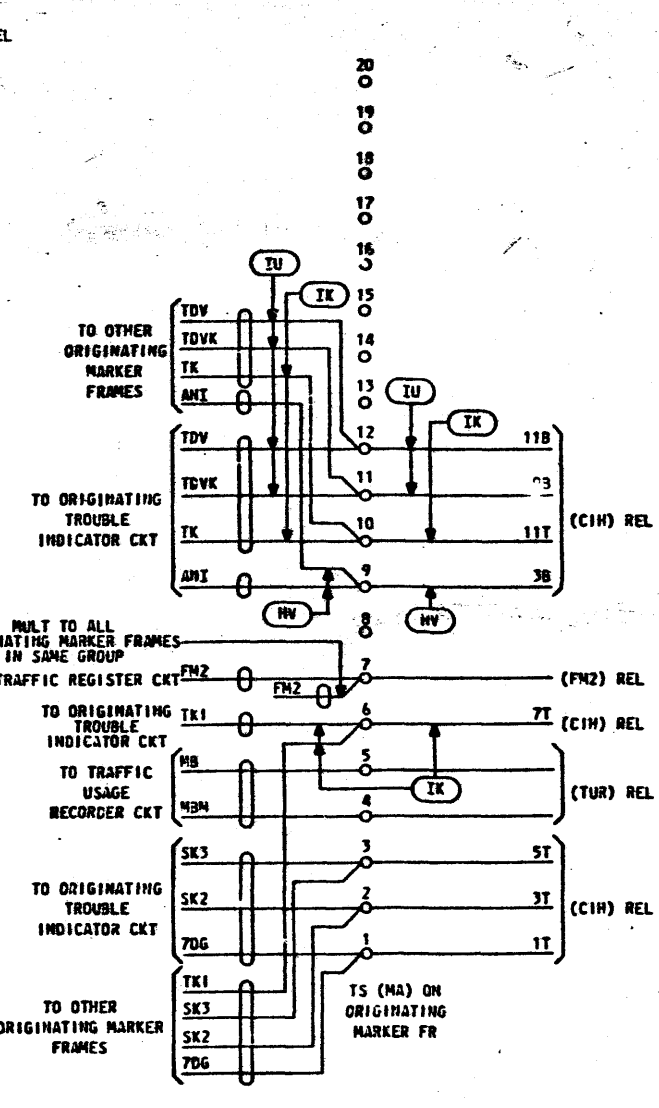 EL
20
19
18
17
16
IU
IK
15
TDV
TO OTHER
ORIGINATING
MARKER
FRAMES
TDVK
14
TK
13
ANI
IU
IK
TDV
12
11B
TO ORIGINATING
TROUBLE
INDICATOR CKT
TDVK
11
TK
10
11T
(CIH) REL
ANI
9
3B
HV
HV
8
MULT TO ALL
NATING MARKER FRAMES
IN SAME GROUP
TRAFFIC REGISTER CKT
FM2
7
(FM2) REL
FM2
TO ORIGINATING
TROUBLE
INDICATOR CKT
TK1
6
7T
(CIH) REL
TO TRAFFIC
USAGE
RECORDER CKT
MB
5
IK
(TUR) REL
MBM
4
TO ORIGINATING
TROUBLE
INDICATOR CKT
SK3
3
5T
SK2
2
3T
(CIH) REL
7DG
1
1T
TO OTHER
ORIGINATING MARKER
FRAMES
TK1
SK3
SK2
7DG
TS (MA) ON
ORIGINATING
MARKER FR